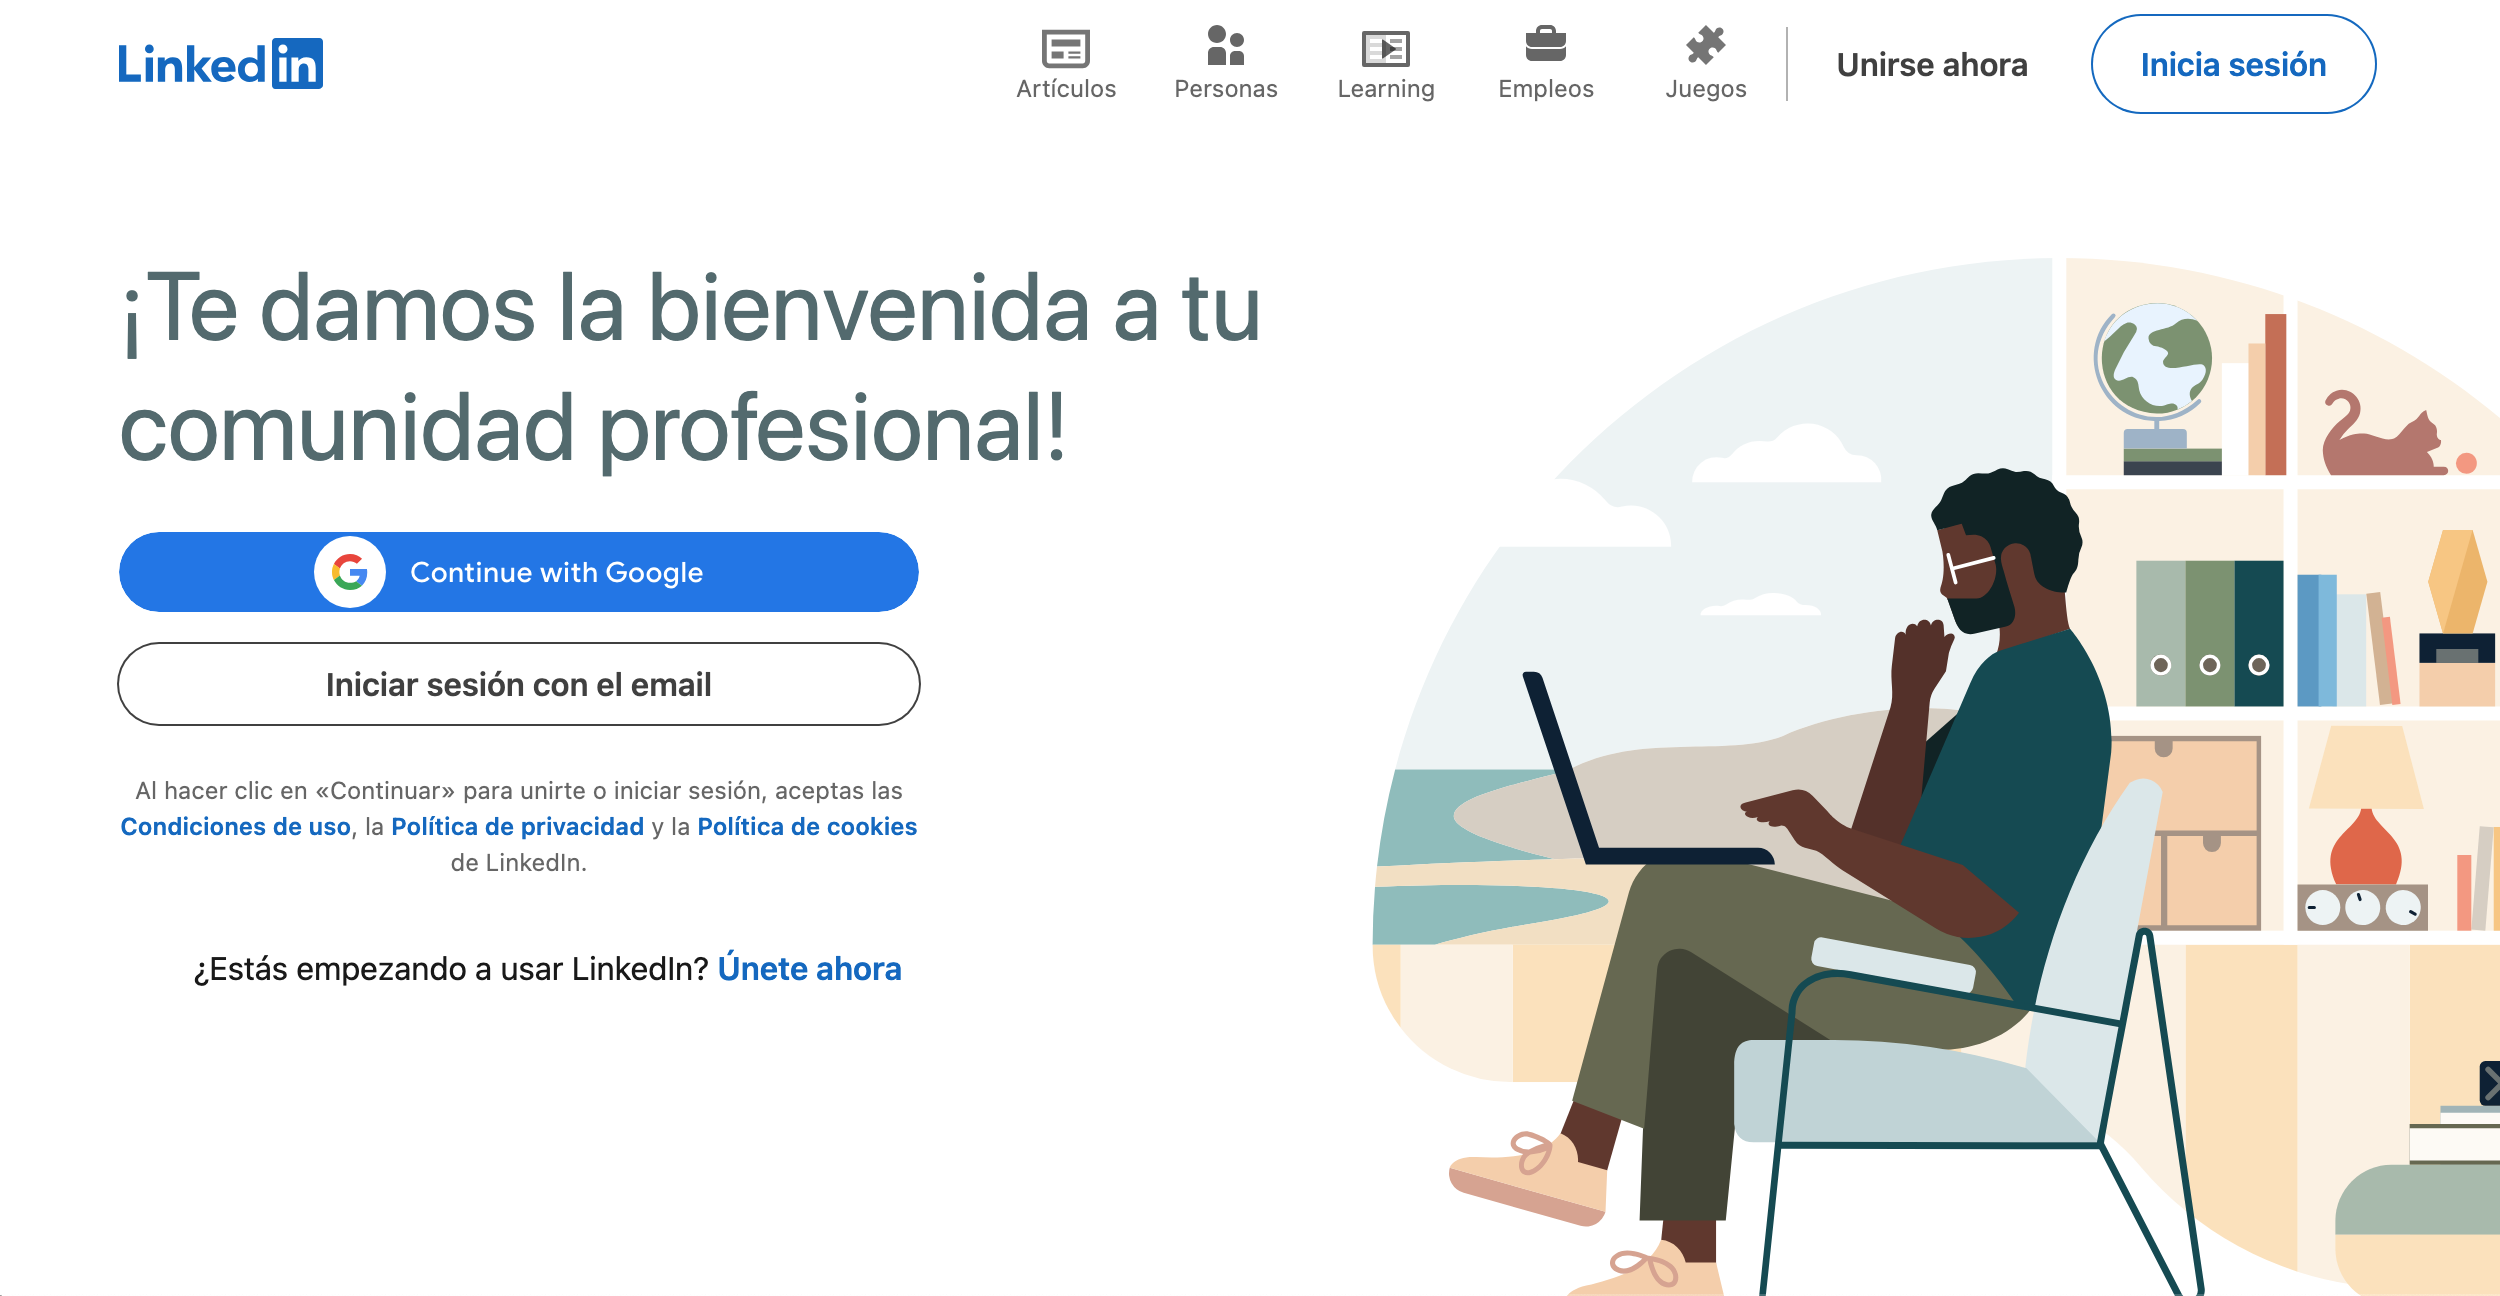 Linkedin
Artículos
Personas
Learning
Empleos
Juegos
Unirse ahora
Inicia sesión
¡Te damos la bienvenida a tu
comunidad profesional!
Continue with Google
Iniciar sesión con el email
Al hacer clic en «Continuar» para unirte o iniciar sesión, aceptas las
Condiciones de uso, la Política de privacidad y la Política de cookies
de LinkedIn.
¿Estás empezando a usar LinkedIn? Únete ahora